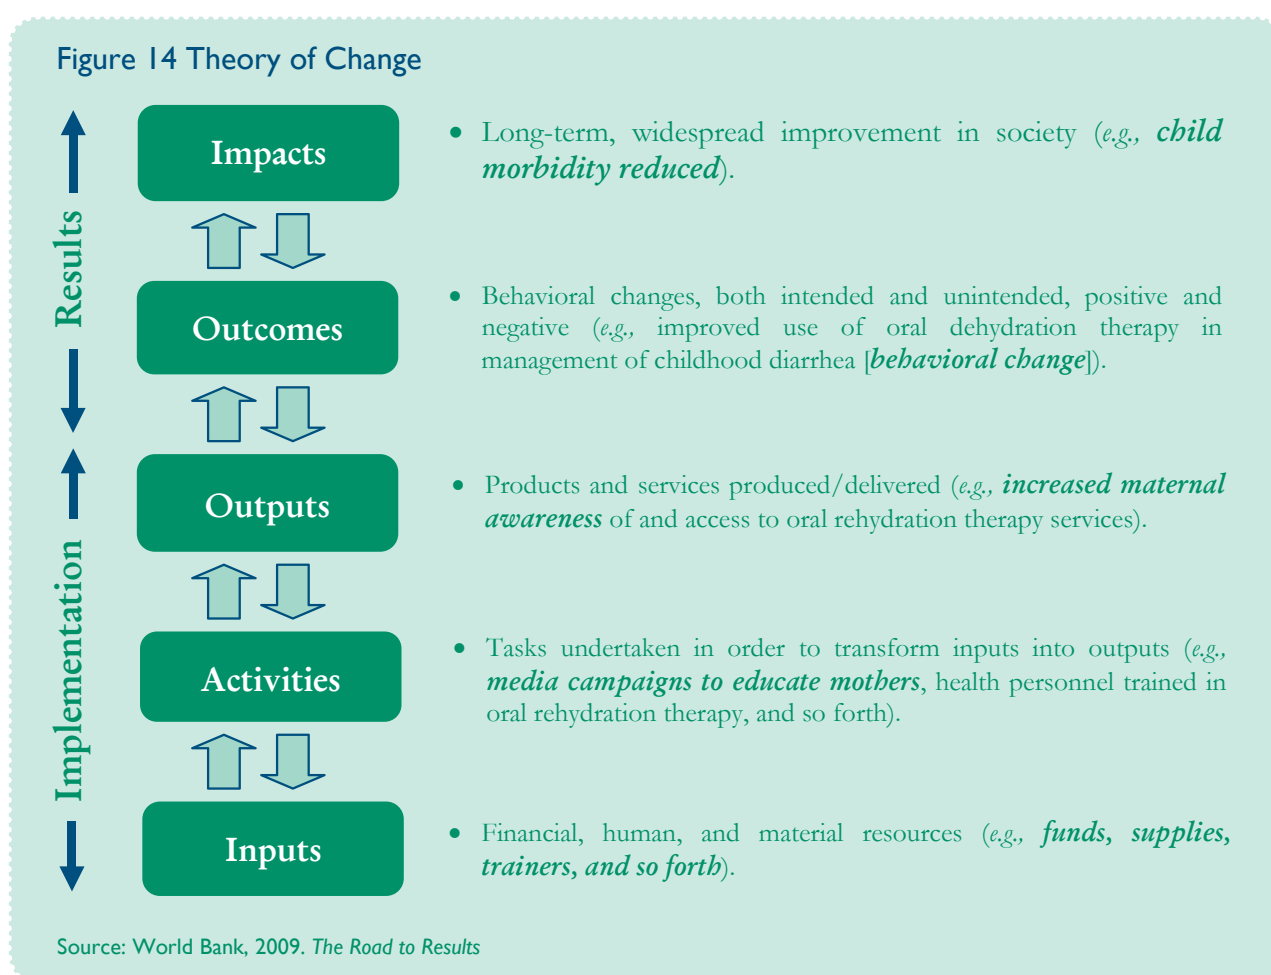 Figure 14 Theory of Change
Results
Implementation
Impacts
• Long-term, widespread improvement in society (e.g., child
morbidity reduced).
Outcomes
• Behavioral changes, both intended and unintended, positive and
negative (e.g., improved use of oral dehydration therapy in
management of childhood diarrhea [behavioral change]).
Outputs
• Products and services produced/delivered (e.g., increased maternal
awareness of and access to oral rehydration therapy services).
Activities
• Tasks undertaken in order to transform inputs into outputs (e.g.,
media campaigns to educate mothers, health personnel trained in
oral rehydration therapy, and so forth).
Inputs
• Financial, human, and material resources (e.g., funds, supplies,
trainers, and so forth).
Source: World Bank, 2009. The Road to Results